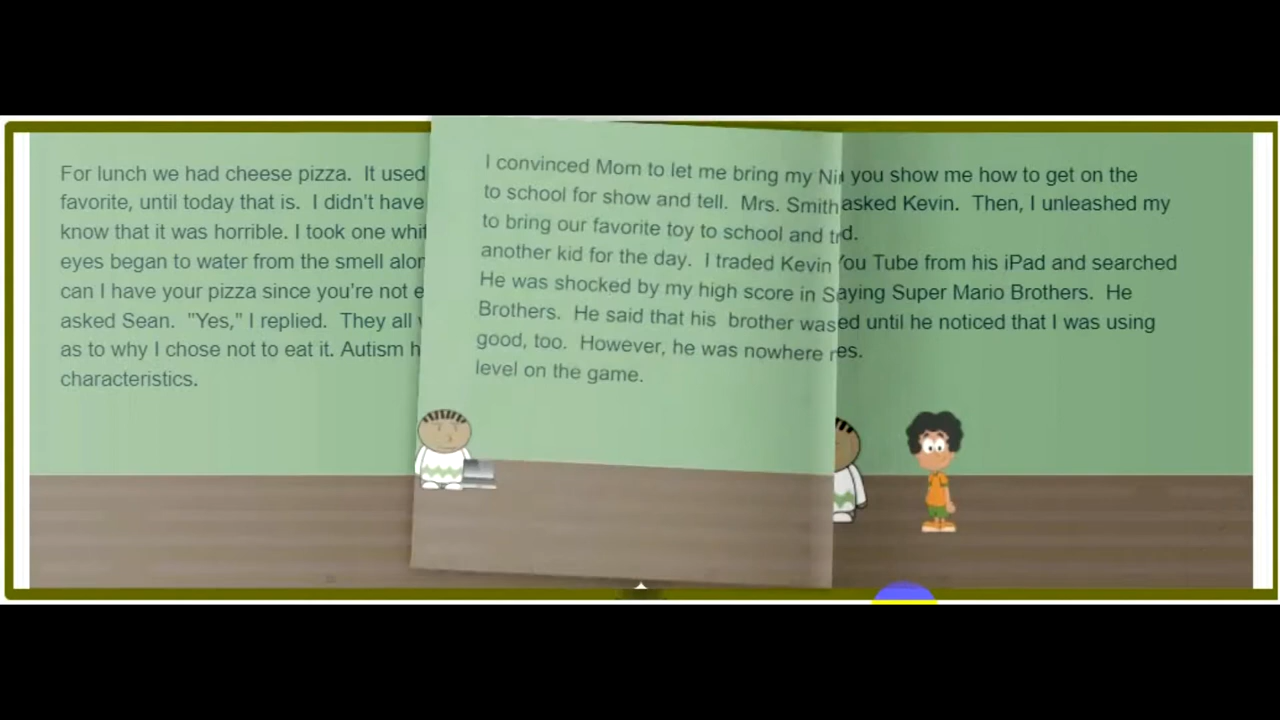 For lunch we had cheese pizza. It used
favorite, until today that is. I didn't have
know that it was horrible. I took one
eyes began to water from the smell
can I have your pizza since you're not
asked Sean. "Yes," I replied. They all
as to why I chose not to eat it. Autism
characteristics.
I convinced Mom to let me bring my
to school for show and tell. Mrs. Smith
to bring our favorite toy to school and
another kid for the day. I traded Kevin
He was shocked by my high score in
Brothers. He said that his brother was
good, too. However, he was nowhere
level on the game.
you show me how to get on the
asked Kevin. Then, I unleashed my
You Tube from his iPad and searched
Super Mario Brothers. He
until he noticed that I was using